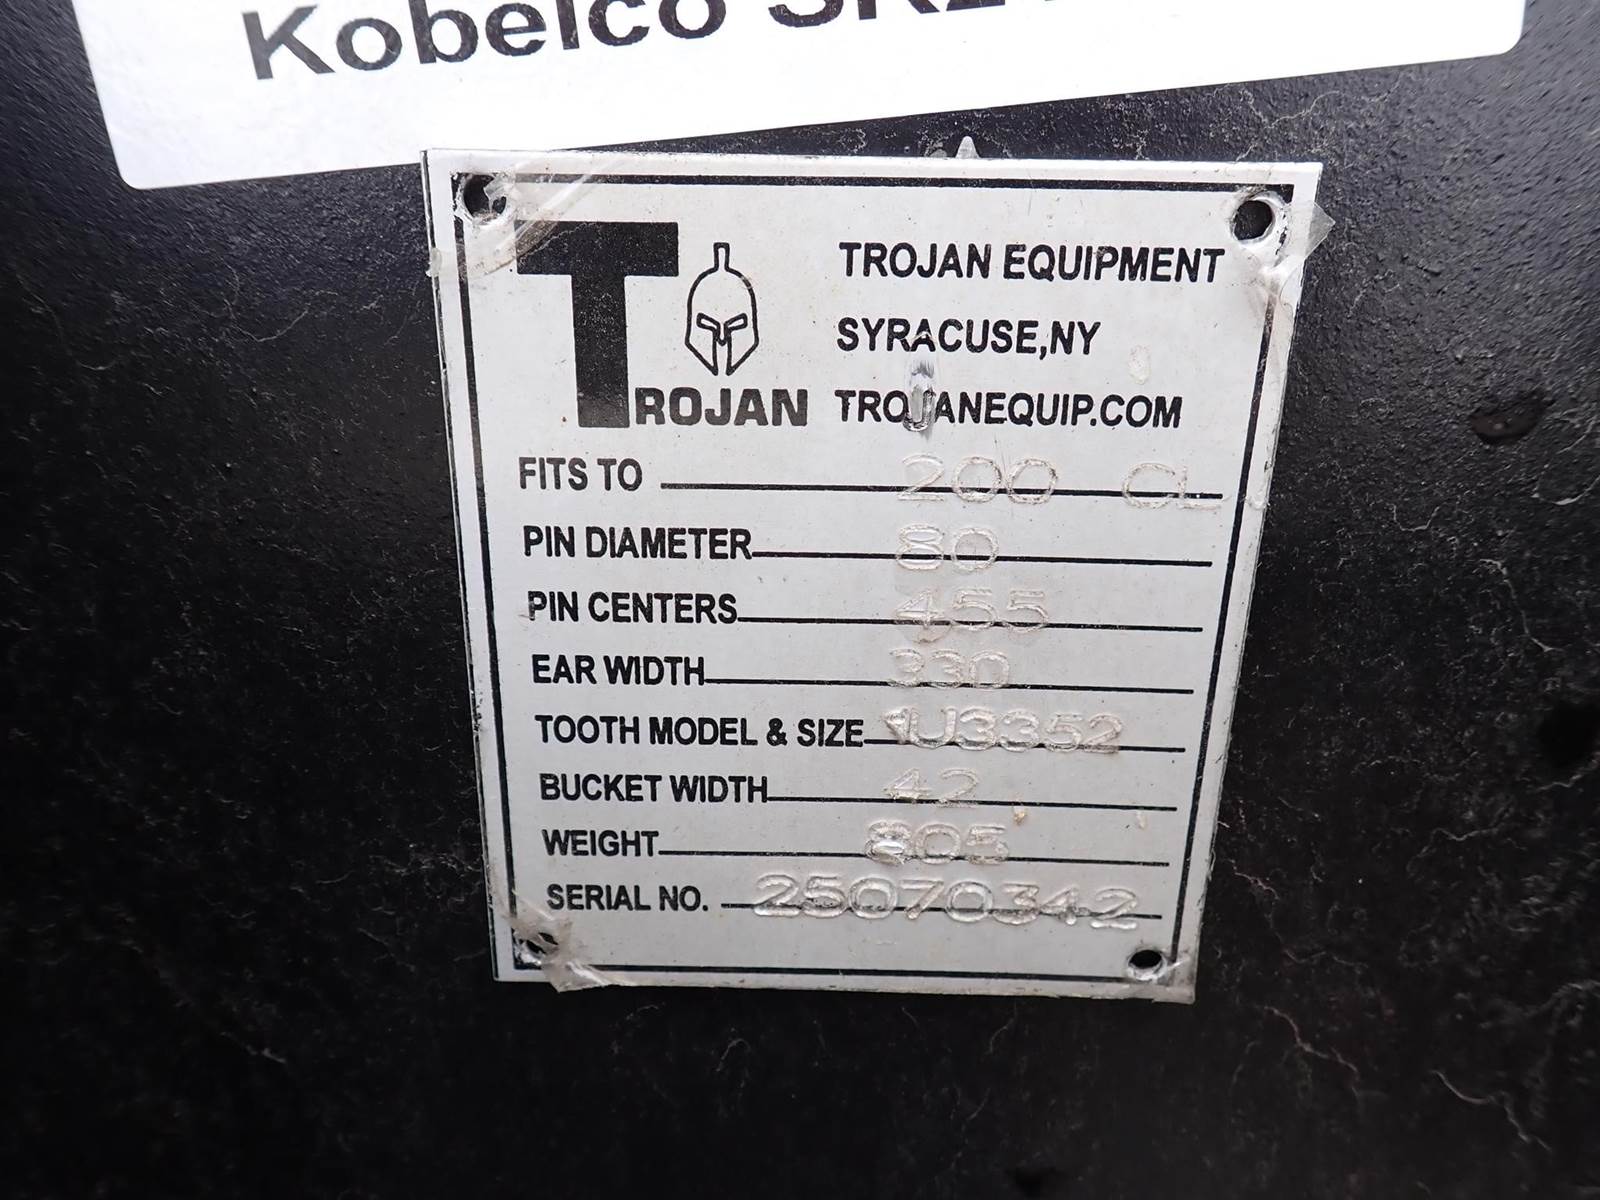 Kobelco
TROJAN
TROJAN EQUIPMENT
SYRACUSE,NY
TROJANEQUIP.COM
FITS TO 200 CL
PIN DIAMETER 80
PIN CENTERS 455
EAR WIDTH 330
TOOTH MODEL & SIZE 1U3352
BUCKET WIDTH 42
WEIGHT 805
SERIAL NO. 25070342